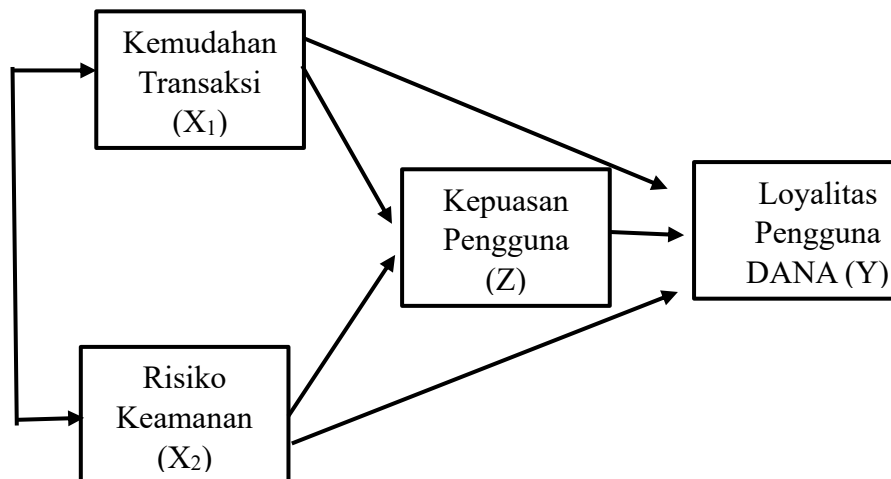 Kemudahan
Transaksi
(X₁)
Kepuasan
Pengguna
(Z)
Loyalitas
Pengguna
DANA (Y)
Risiko
Keamanan
(X₂)